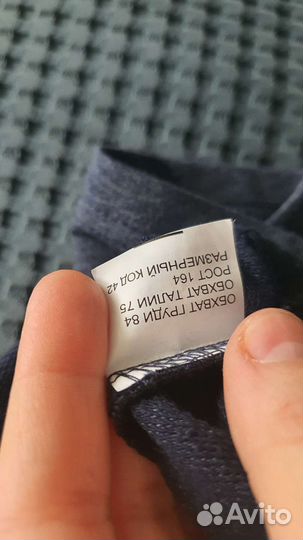 РАЗМЕРНЫЙ КОД 42
РОСТ 164
ОБХВАТ ТАЛИИ 75
ОБХВАТ ГРУДИ 84
Avito